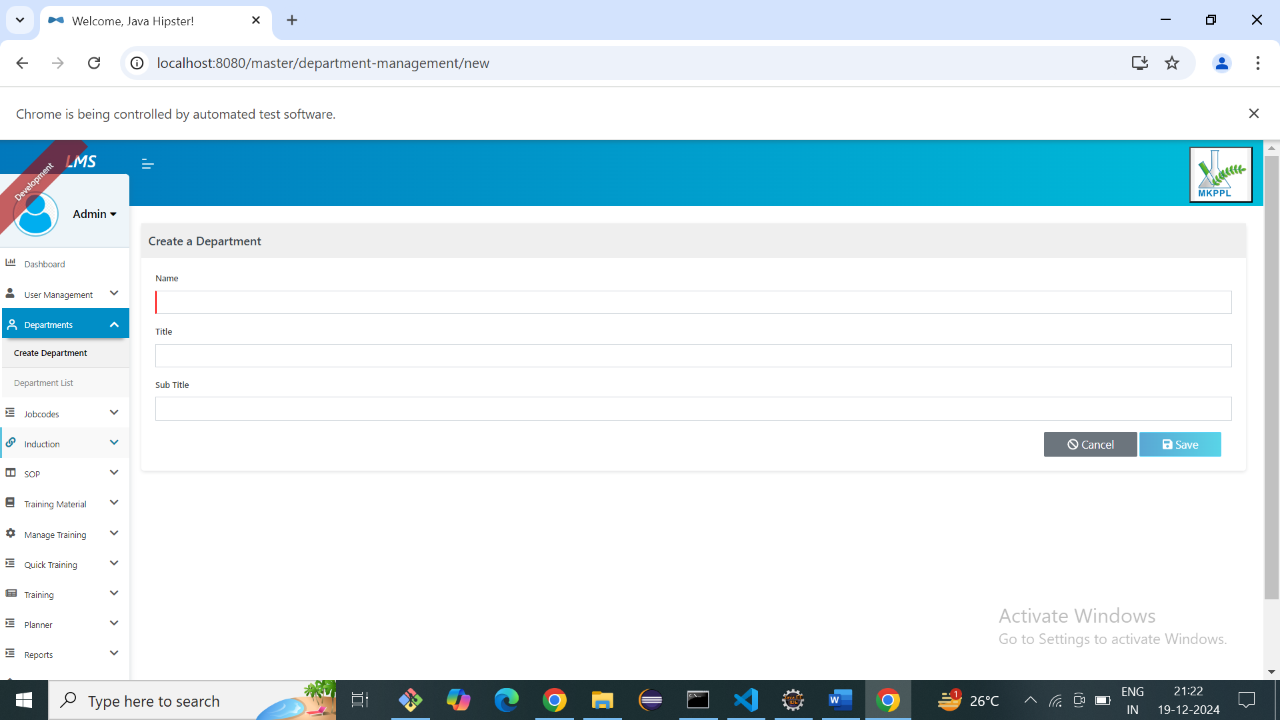 Welcome, Java Hipster!
localhost:8080/master/department-management/new
Chrome is being controlled by automated test software.
Development
LMS
MKPPL
Admin
Dashboard
User Management
Departments
Create Department
Department List
Jobcodes
Induction
SOP
Training Material
Manage Training
Quick Training
Training
Planner
Reports
Create a Department
Name
Title
Sub Title
Cancel
Save
Activate Windows
Go to Settings to activate Windows.
Type here to search
1
26°C
ENG
IN
21:22
19-12-2024